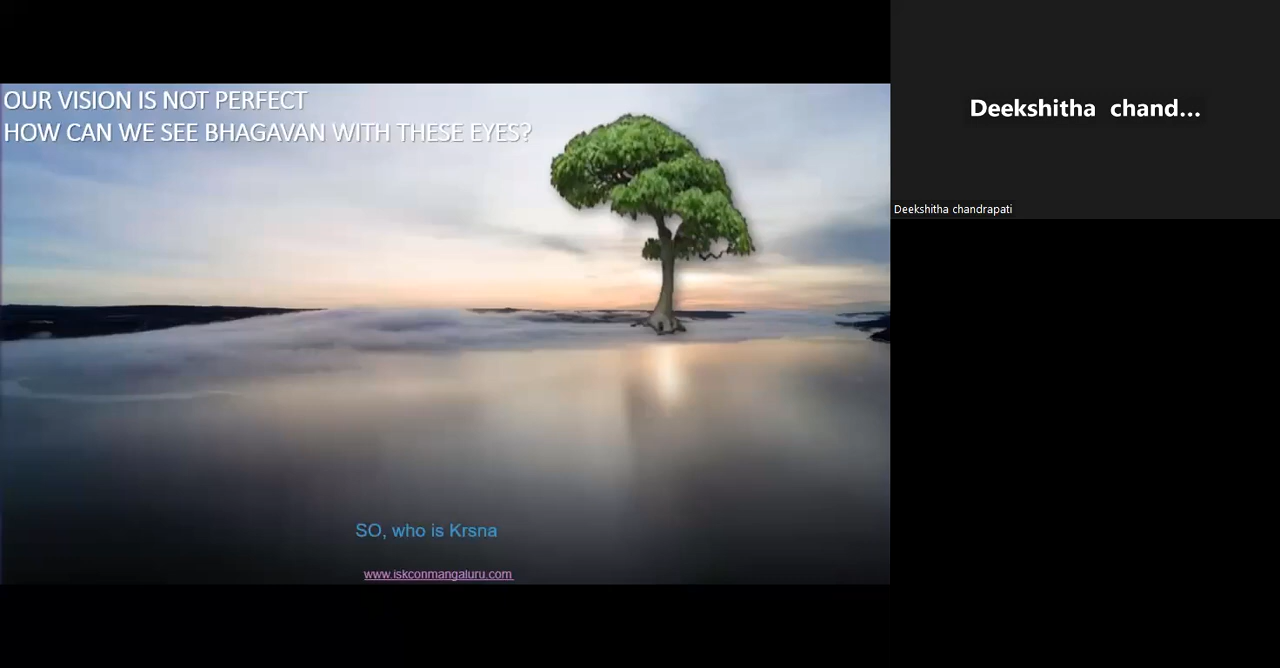 OUR VISION IS NOT PERFECT
HOW CAN WE SEE BHAGAVAN WITH THESE EYES?
SO, who is Krsna
www.iskconmangaluru.com
Deekshitha chand...
Deekshitha chandrapati